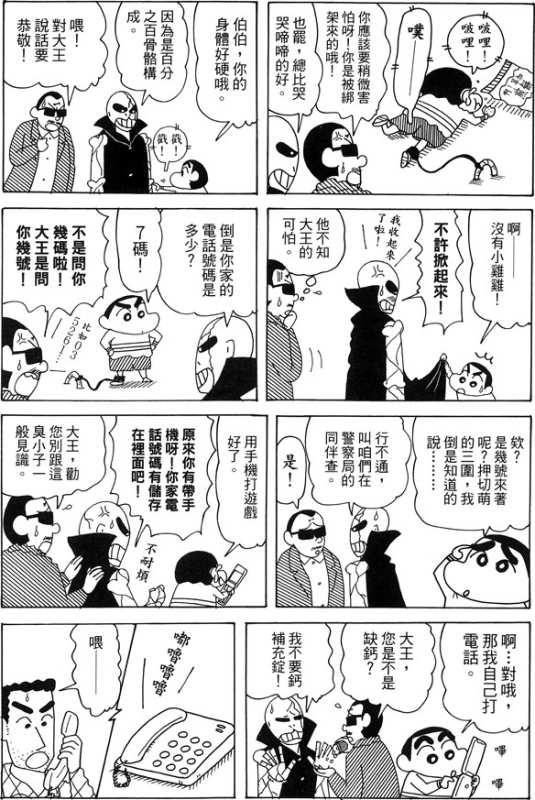 啵哩！
啵哩！
噗——
你應該要稍微害
怕呀！你是被綁
架來的哦！
也罷，總比哭
哭啼啼的好。
伯伯，你的
身體好硬哦。
因為是百分
之百骨骼構
成。
戳！
戳！
喂！
對大王
說話要
恭敬！
啊——
沒有小雞雞！
不許掀起來！
我收起來
了啦！
他不知
大王的
可怕。
倒是你家的
電話號碼是
多少？
7碼！
比如03
526…
不是問你
幾碼啦！
大王是問
你幾號！
欸？
是幾號來著
呢？押切萌
的三圍，我
倒是知道的
說………
行不通，
叫咱們在
警察局的
同伴查。
是！
用手機打遊戲
好了。
原來你有帶手
機呀！你家電
話號碼有儲存
在裡面吧！
不耐煩
大王，勸
您別跟這
臭小子一
般見識。
啊…對哦，
那我自己打
電話。
嗶
嗶
大王，
您是不是
缺鈣？
我不要鈣
補充錠！
嘟嚕嚕嚕
喂——